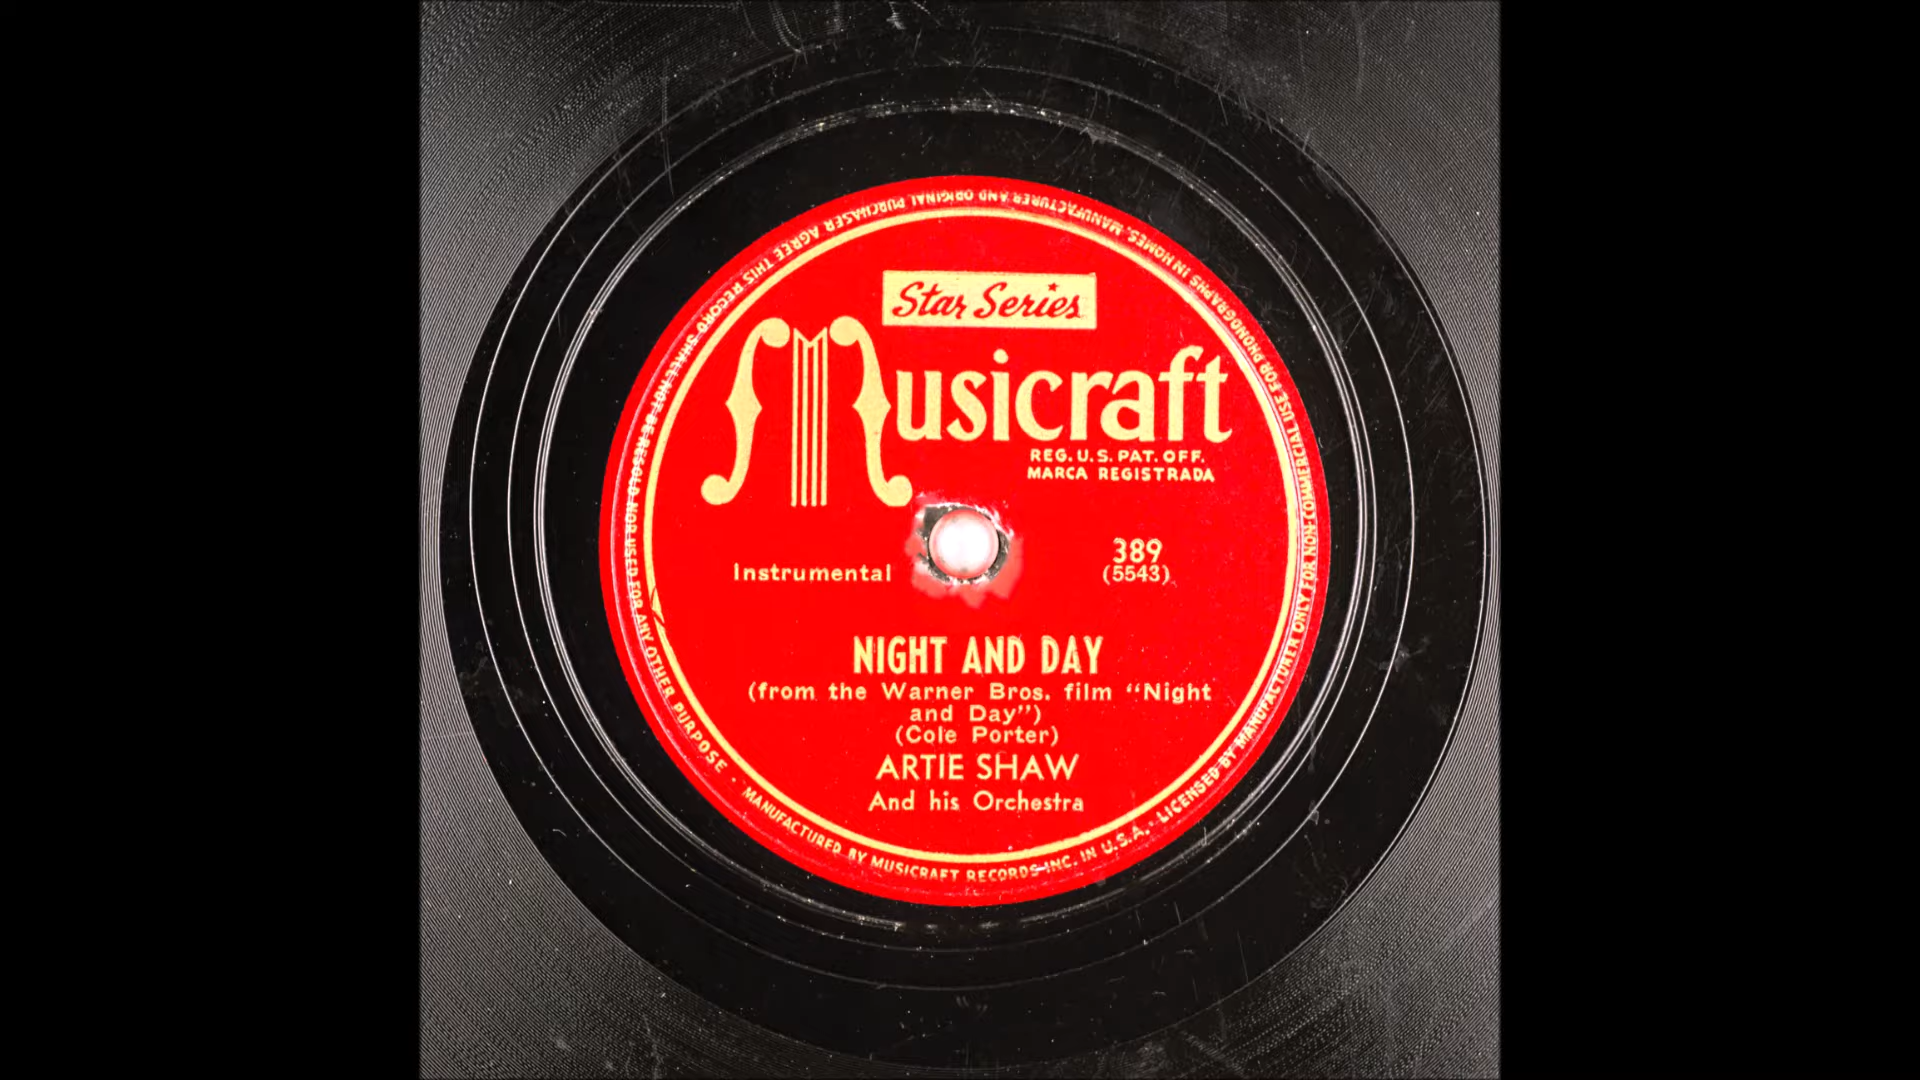 Star Series
Musicraft
REG. U.S. PAT. OFF.
MARCA REGISTRADA
Instrumental
389
(5543)
NIGHT AND DAY
(from the Warner Bros. film “Night
and Day”)
(Cole Porter)
ARTIE SHAW
And his Orchestra
MANUFACTURED BY MUSICRAFT RECORDS INC. IN U.S.A. · LICENSED BY MANUFACTURER ONLY FOR NON-COMMERCIAL USE FOR PHONOGRAPHS IN HOMES. MANUFACTURER AND ORIGINAL PURCHASER AGREE THIS RECORD SHALL NOT BE RESOLD NOR USED FOR ANY OTHER PURPOSE ·